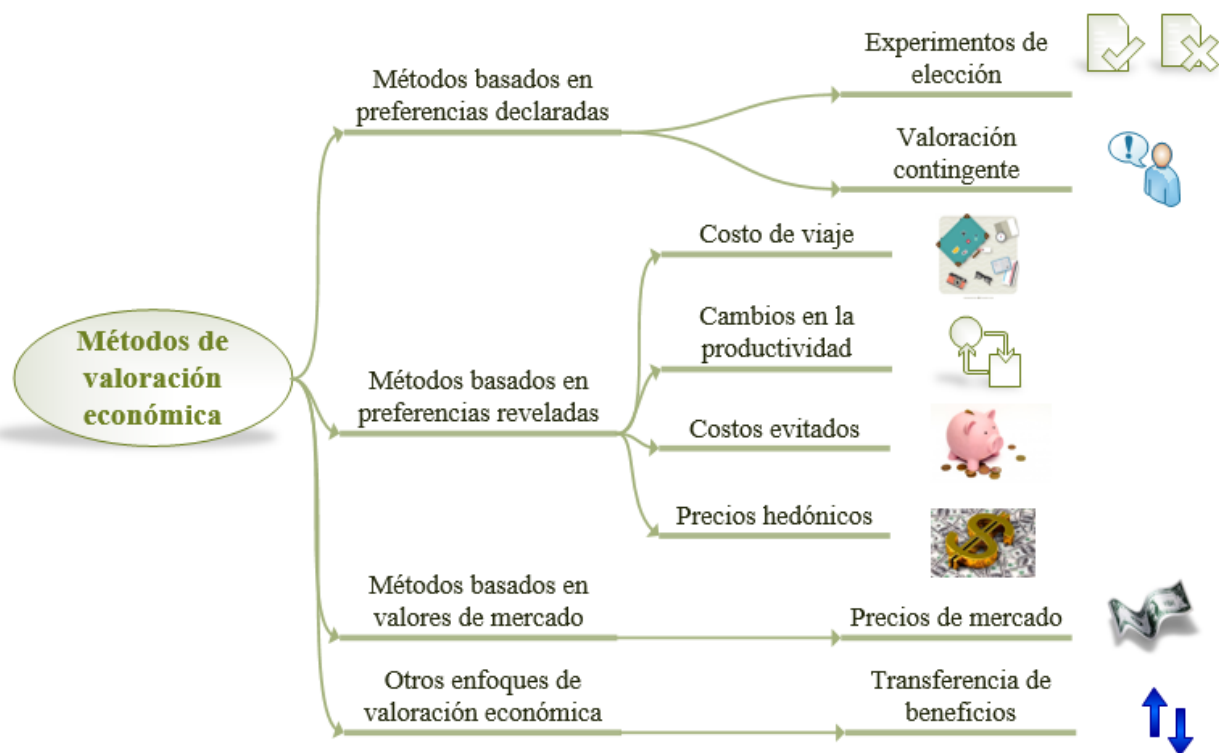 Métodos de
valoración
económica
Métodos basados en
preferencias declaradas
Experimentos de
elección
Valoración
contingente
Métodos basados en
preferencias reveladas
Costo de viaje
Cambios en la
productividad
Costos evitados
Precios hedónicos
Métodos basados en
valores de mercado
Precios de mercado
Otros enfoques de
valoración económica
Transferencia de
beneficios